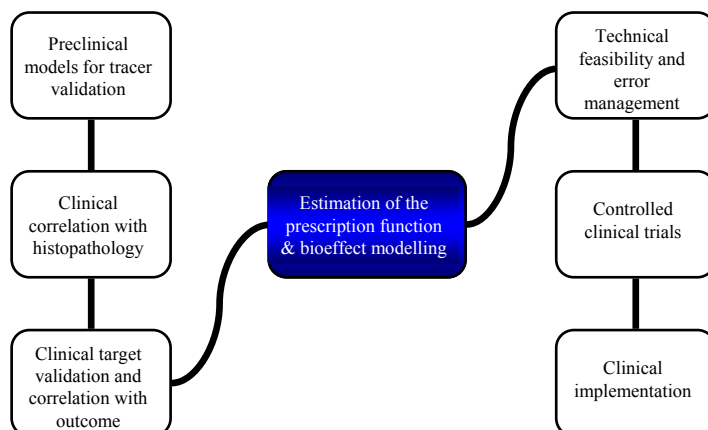 Preclinical
models for tracer
validation
Clinical
correlation with
histopathology
Clinical target
validation and
correlation with
outcome
Estimation of the
prescription function
& bioeffect modelling
Technical
feasibility and
error
management
Controlled
clinical trials
Clinical
implementation